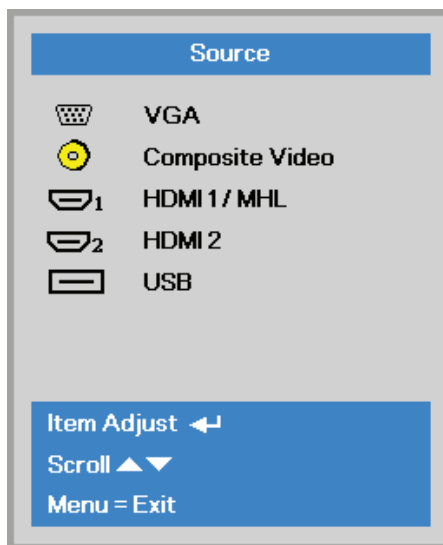 Source
VGA
Composite Video
1 HDMI 1 / MHL
2 HDMI 2
USB
Item Adjust
Scroll
Menu = Exit